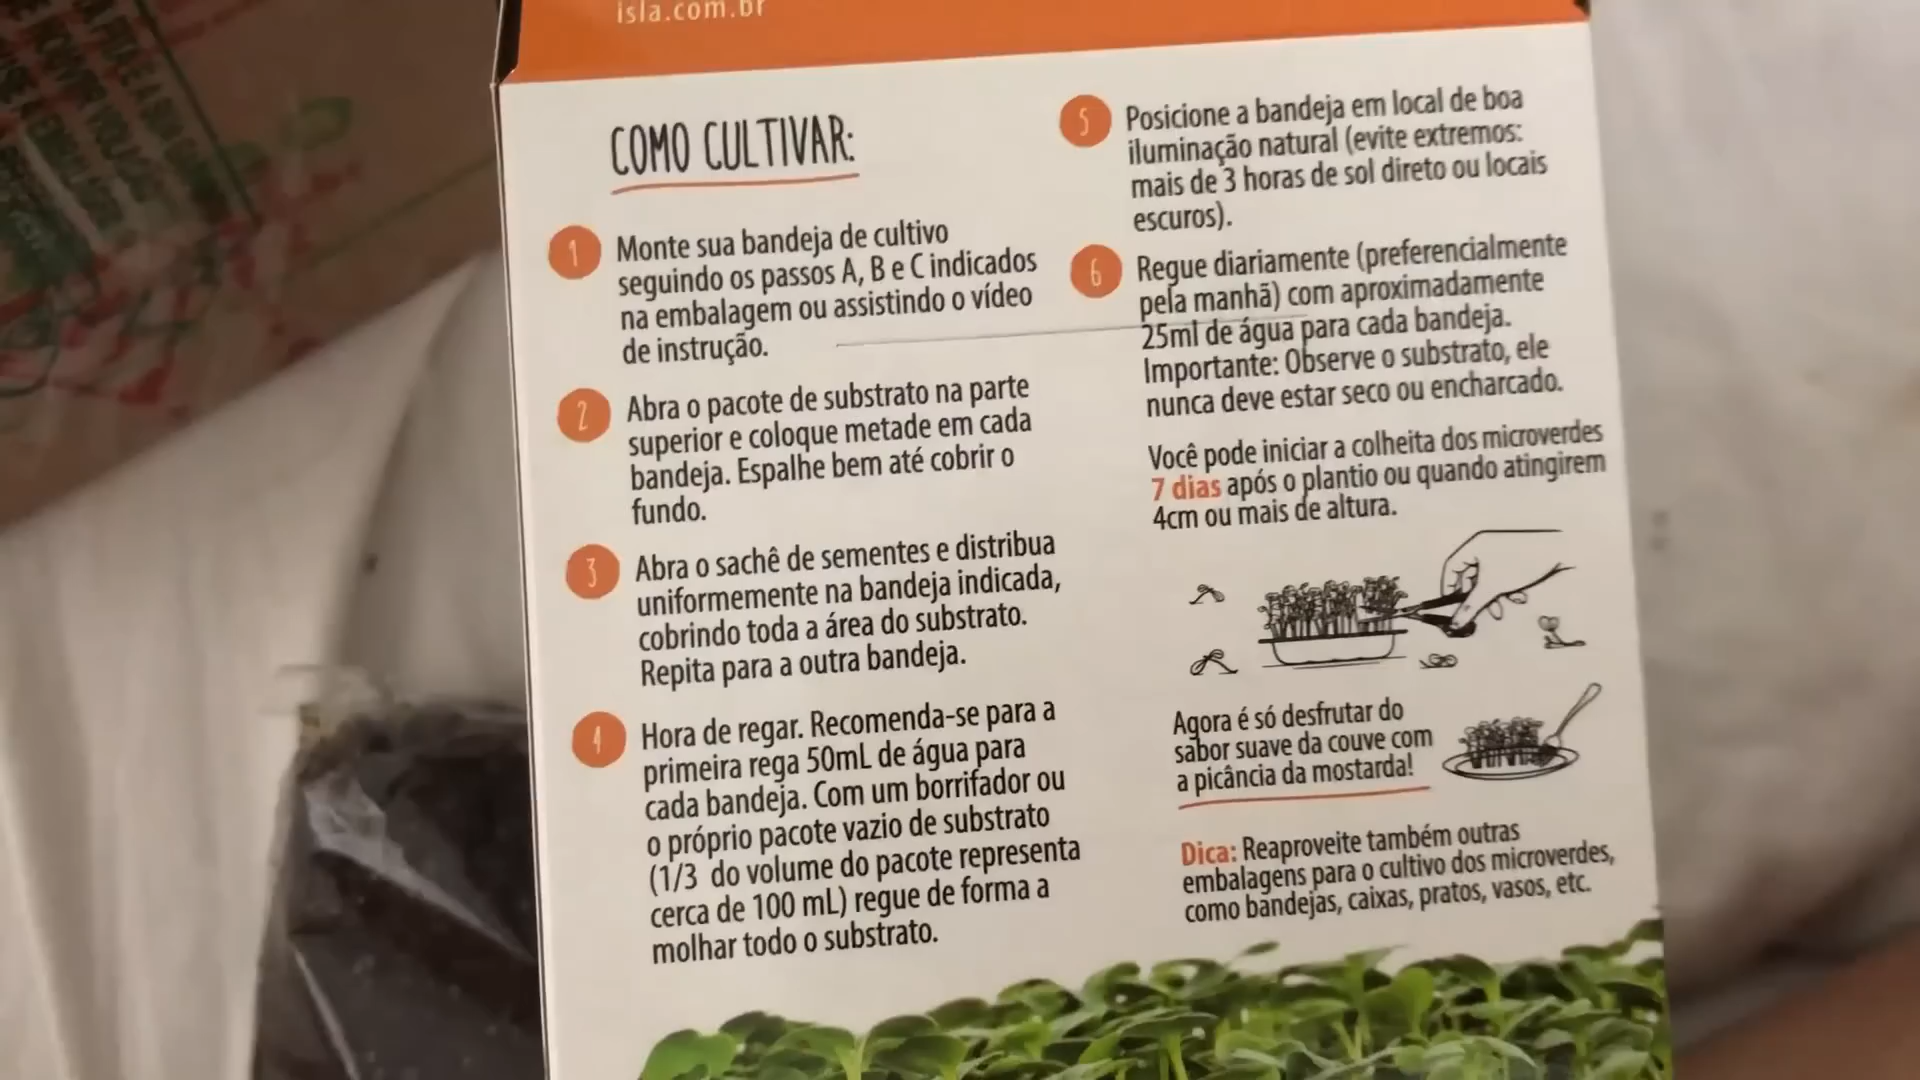 isla.com.br
COMO CULTIVAR:
1
Monte sua bandeja de cultivo
seguindo os passos A, B e C indicados
na embalagem ou assistindo o vídeo
de instrução.
2
Abra o pacote de substrato na parte
superior e coloque metade em cada
bandeja. Espalhe bem até cobrir o
fundo.
3
Abra o sachê de sementes e distribua
uniformemente na bandeja indicada,
cobrindo toda a área do substrato.
Repita para a outra bandeja.
4
Hora de regar. Recomenda-se para a
primeira rega 50mL de água para
cada bandeja. Com um borrifador ou
o próprio pacote vazio de substrato
(1/3 do volume do pacote representa
cerca de 100 mL) regue de forma a
molhar todo o substrato.
5
Posicione a bandeja em local de boa
iluminação natural (evite extremos:
mais de 3 horas de sol direto ou locais
escuros).
6
Regue diariamente (preferencialmente
pela manhã) com aproximadamente
25ml de água para cada bandeja.
Importante: Observe o substrato, ele
nunca deve estar seco ou encharcado.
Você pode iniciar a colheita dos microverdes
7 dias após o plantio ou quando atingirem
4cm ou mais de altura.
Agora é só desfrutar do
sabor suave da couve com
a picância da mostarda!
Dica: Reaproveite também outras
embalagens para o cultivo dos microverdes,
como bandejas, caixas, pratos, vasos, etc.